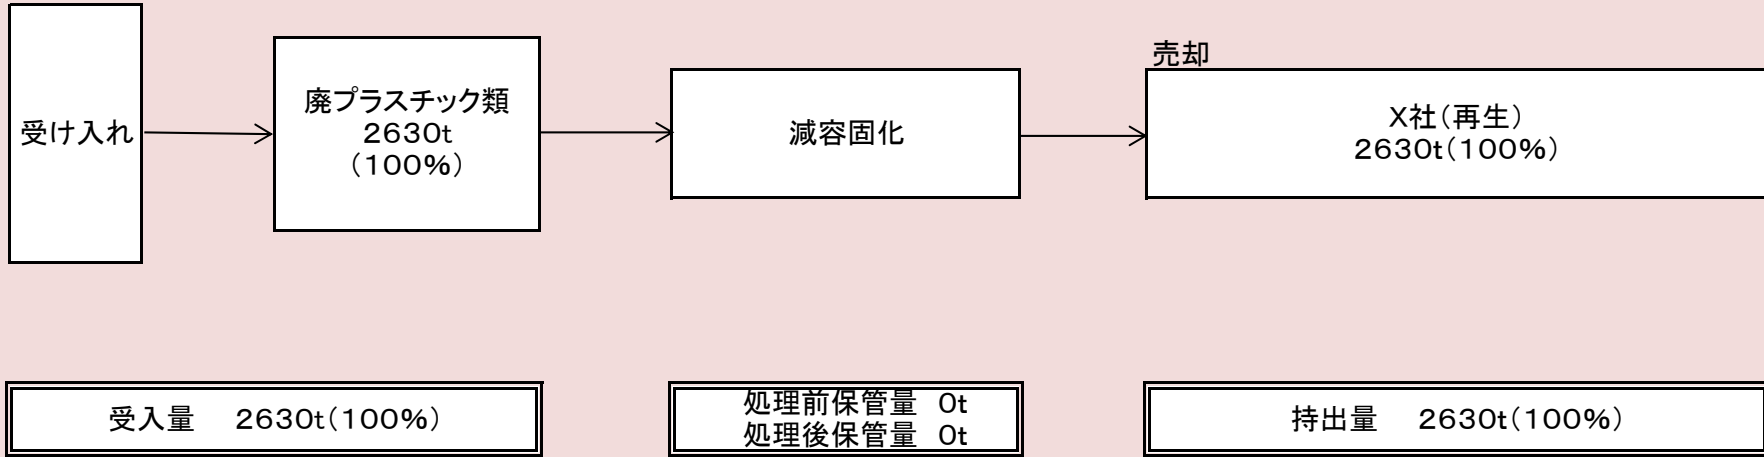 受け入れ
廃プラスチック類
2630t
(100%)
減容固化
売却
X社(再生)
2630t(100%)
受入量　2630t(100%)
処理前保管量　0t
処理後保管量　0t
持出量　2630t(100%)